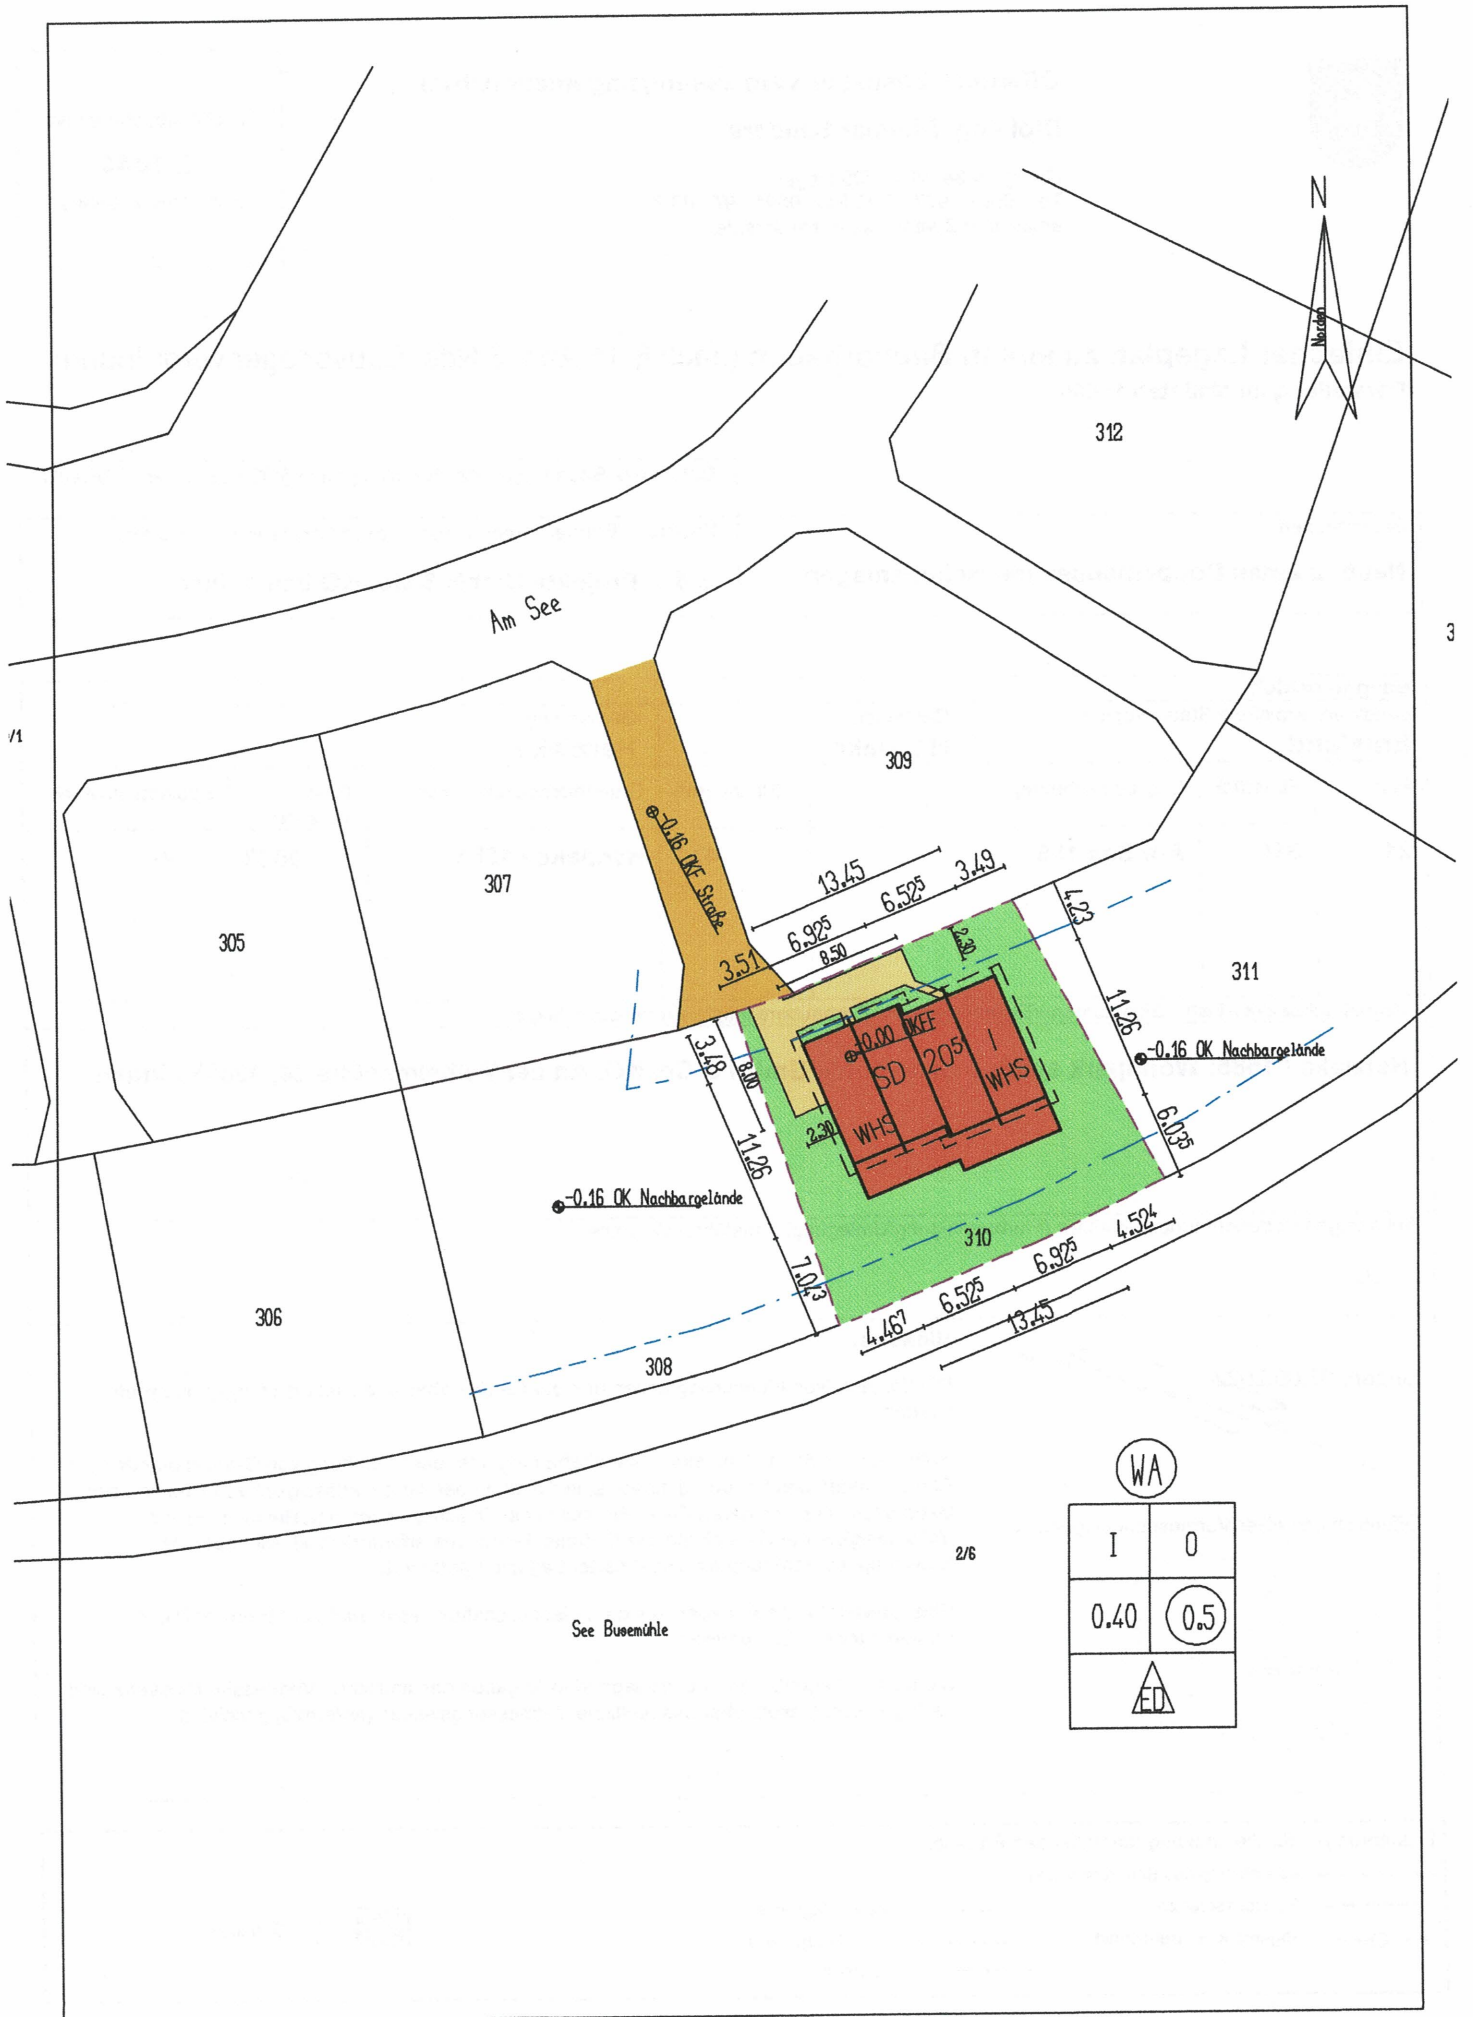 N
Norden
312
Am See
3
/1
309
-0.16 OKF Straße
307
13.45
3.49
6.52⁵
6.92⁵
8.50
3.51
2.30
4.23
305
311
11.26
-0.16 OK Nachbargelände
±0.00 OKFF
SD
20⁵
I
WHS
WHS
3.48
8.00
2.30
11.26
6.03⁵
-0.16 OK Nachbargelände
310
7.04³
4.52⁴
6.92⁵
6.52⁵
4.46⁷
13.45
306
308
WA
I
O
0.40
0.5
ED
2/6
See Busemühle